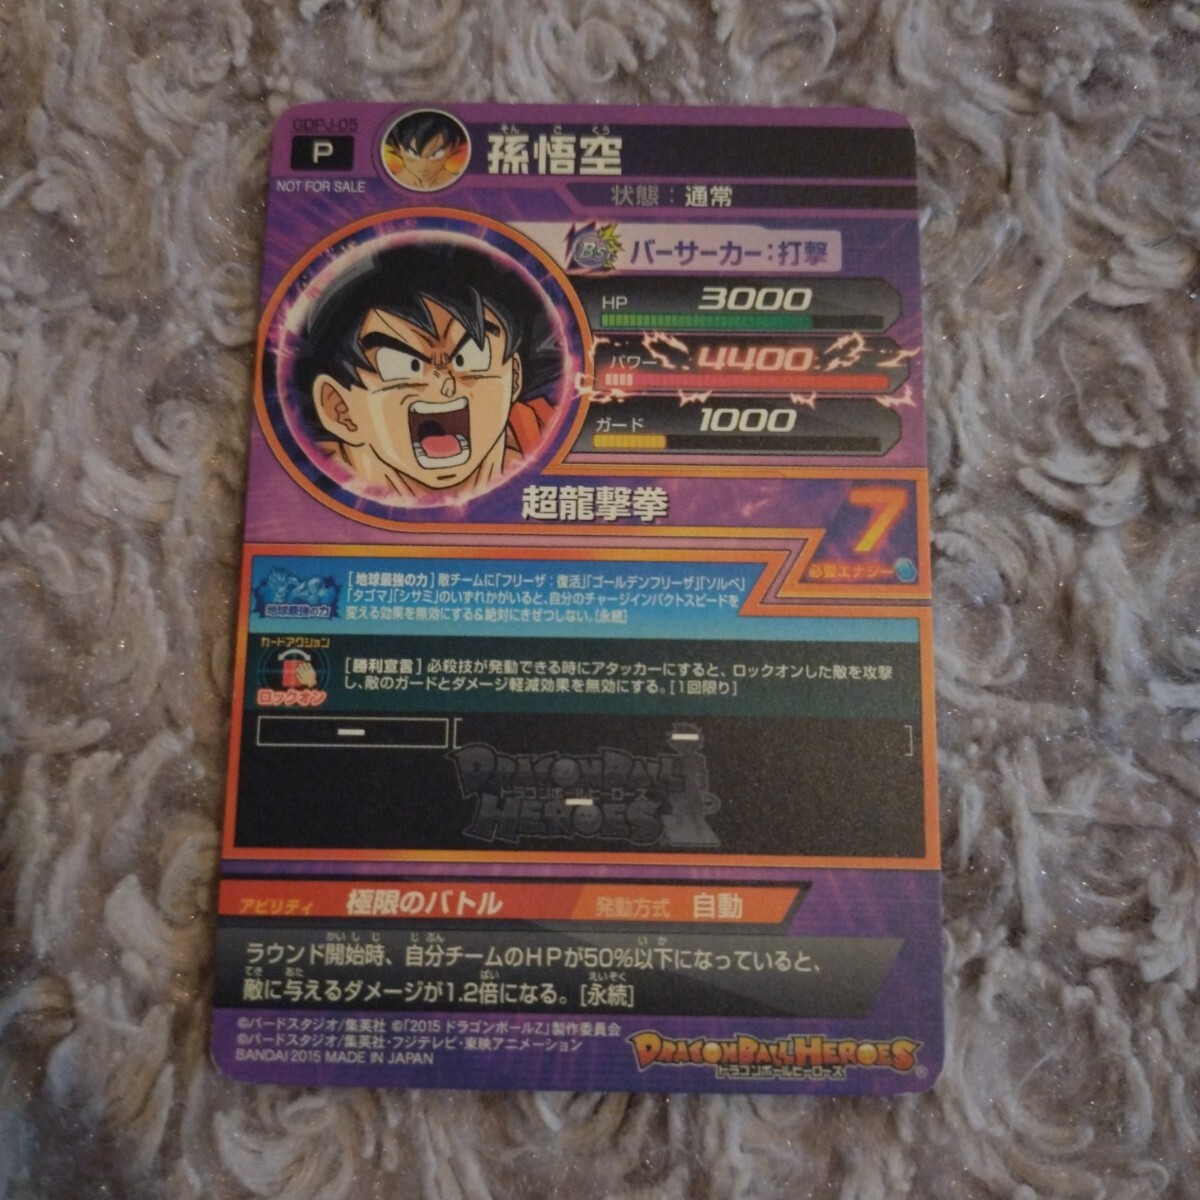 GDPJ-05
P
NOT FOR SALE
そん ご くう
孫悟空
状態：通常
Bs バーサーカー：打撃
HP 3000
パワー 4400
ガード 1000
超龍撃拳
7
必要エナジー
地球最強の力
[地球最強の力]敵チームに「フリーザ：復活」「ゴールデンフリーザ」「ソルベ」
「タゴマ」「シサミ」のいずれかがいると、自分のチャージインパクトスピードを
変える効果を無効にする＆絶対にきぜつしない。[永続]
カードアクション
ロックオン
[勝利宣言]必殺技が発動できる時にアタッカーにすると、ロックオンした敵を攻撃
し、敵のガードとダメージ軽減効果を無効にする。[1回限り]
ー [ー]
ー
DRAGONBALL
ドラゴンボールヒーローズ
HEROES
アビリティ 極限のバトル 発動方式 自動
かいしじ じぶん いか
ラウンド開始時、自分チームのHPが50%以下になっていると、
てき あた ばい えいぞく
敵に与えるダメージが1.2倍になる。[永続]
©バードスタジオ/集英社 ©「2015 ドラゴンボールZ」製作委員会
©バードスタジオ/集英社・フジテレビ・東映アニメーション
BANDAI 2015 MADE IN JAPAN
DRAGONBALL HEROES
ドラゴンボールヒーローズ
®